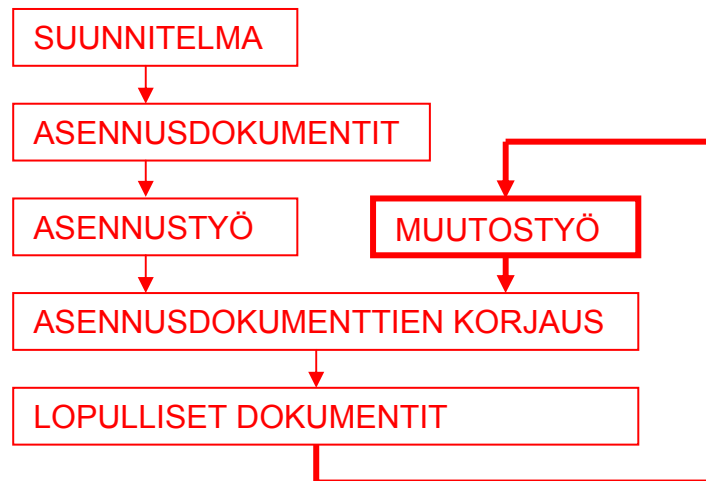 SUUNNITELMA
ASENNUSDOKUMENTIT
ASENNUSTYÖ
MUUTOSTYÖ
ASENNUSDOKUMENTTIEN KORJAUS
LOPULLISET DOKUMENTIT